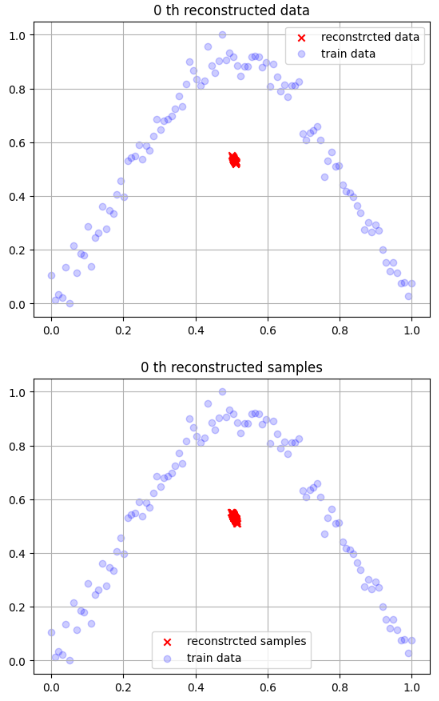 0 th reconstructed data
1.0
0.8
0.6
0.4
0.2
0.0
reconstrcted data
train data
0.0 0.2 0.4 0.6 0.8 1.0
0 th reconstructed samples
1.0
0.8
0.6
0.4
0.2
0.0
reconstrcted samples
train data
0.0 0.2 0.4 0.6 0.8 1.0